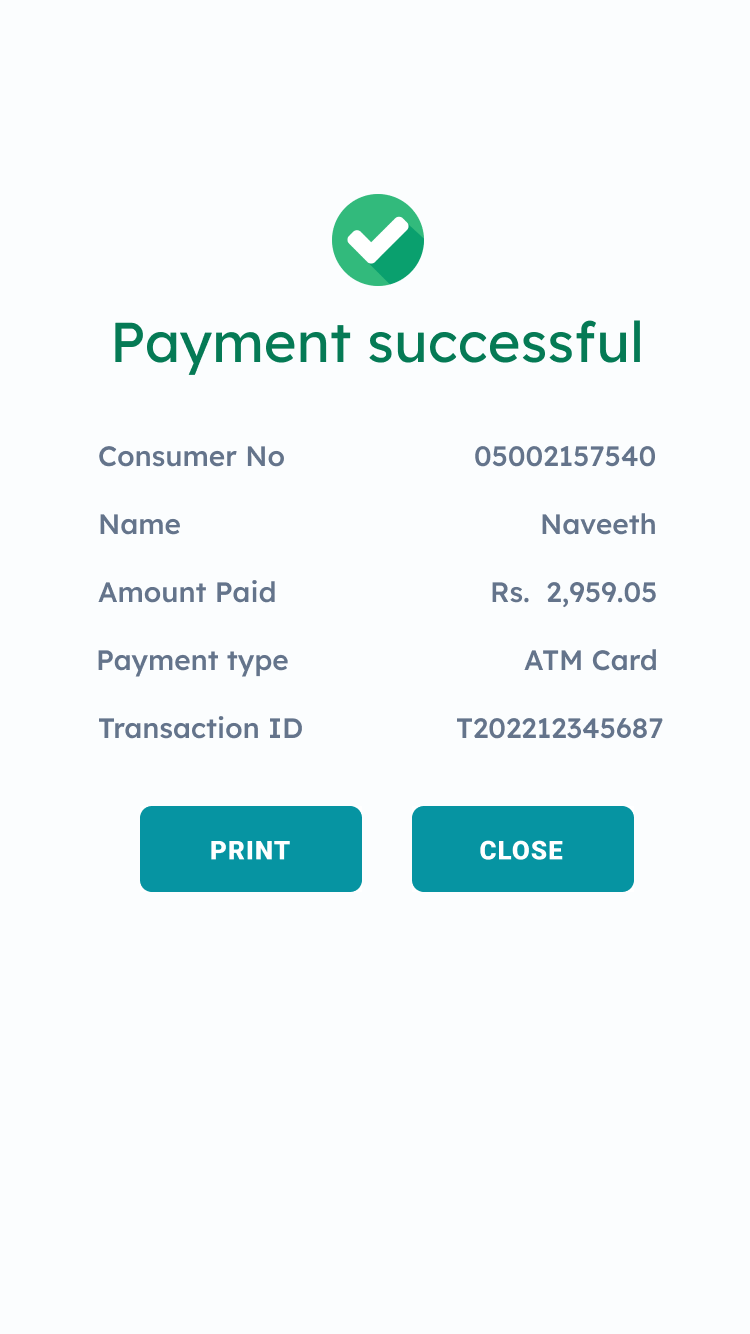 Payment successful
Consumer No 05002157540
Name Naveeth
Amount Paid Rs. 2,959.05
Payment type ATM Card
Transaction ID T202212345687
PRINT CLOSE